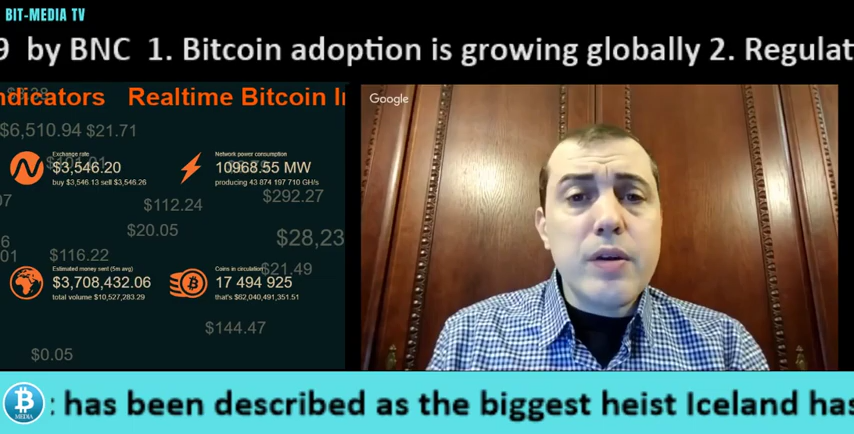 BIT-MEDIA TV
9 by BNC 1. Bitcoin adoption is growing globally 2. Regulat
ndicators Realtime Bitcoin In
$6,510.94 $21.71
Exchange rate
$3,546.20
buy $3,546.13 sell $3,546.26
Network power consumption
10968.55 MW
producing 43 874 197 710 GH/s
$292.27
$112.24
$20.05
$28,23
$116.22
$21.49
Estimated money sent (5m avg)
$3,708,432.06
total volume $10,527,283.29
Coins in circulation
17 494 925
that's $62,040,491,351.51
$144.47
$0.05
Google
B
MEDIA
: has been described as the biggest heist Iceland has